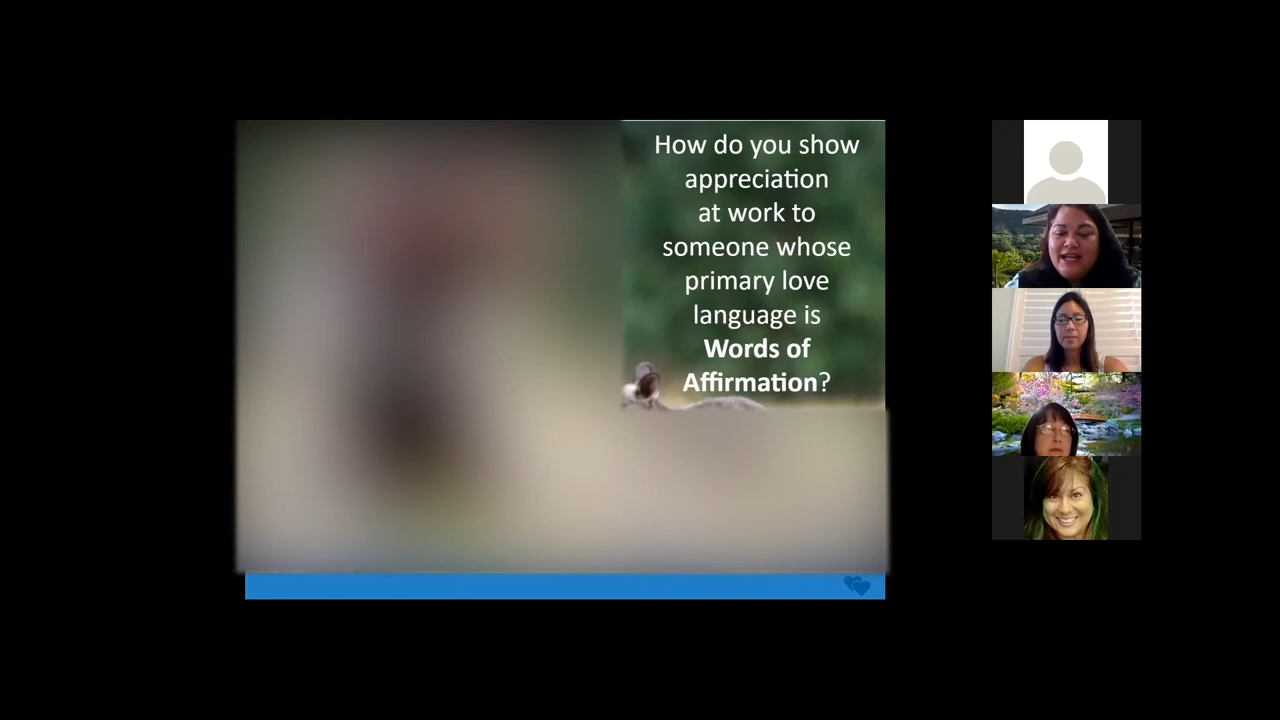 How do you show
appreciation
at work to
someone whose
primary love
language is
Words of
Affirmation?